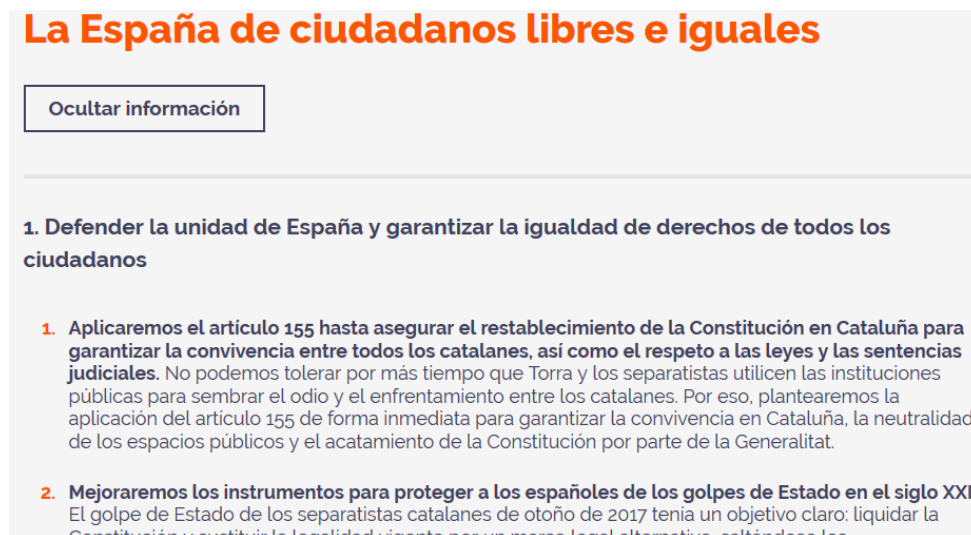 La España de ciudadanos libres e iguales
Ocultar información
1. Defender la unidad de España y garantizar la igualdad de derechos de todos los
ciudadanos
1. Aplicaremos el artículo 155 hasta asegurar el restablecimiento de la Constitución en Cataluña para
garantizar la convivencia entre todos los catalanes, así como el respeto a las leyes y las sentencias
judiciales. No podemos tolerar por más tiempo que Torra y los separatistas utilicen las instituciones
públicas para sembrar el odio y el enfrentamiento entre los catalanes. Por eso, plantearemos la
aplicación del artículo 155 de forma inmediata para garantizar la convivencia en Cataluña, la neutralidad
de los espacios públicos y el acatamiento de la Constitución por parte de la Generalitat.
2. Mejoraremos los instrumentos para proteger a los españoles de los golpes de Estado en el siglo XXI
El golpe de Estado de los separatistas catalanes de otoño de 2017 tenía un objetivo claro: liquidar la